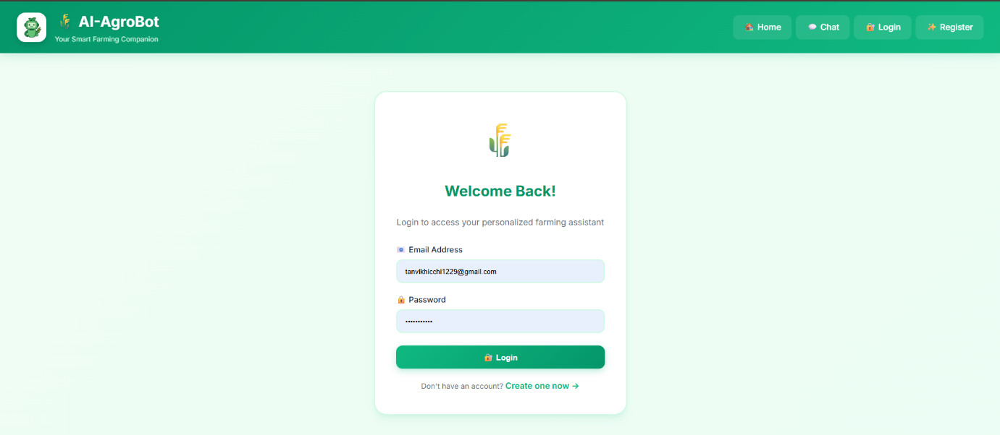 AI-AgroBot
Your Smart Farming Companion
Home
Chat
Login
Register
Welcome Back!
Login to access your personalized farming assistant
Email Address
tanvikhicchi1229@gmail.com
Password
•••••••••••
Login
Don't have an account? Create one now →